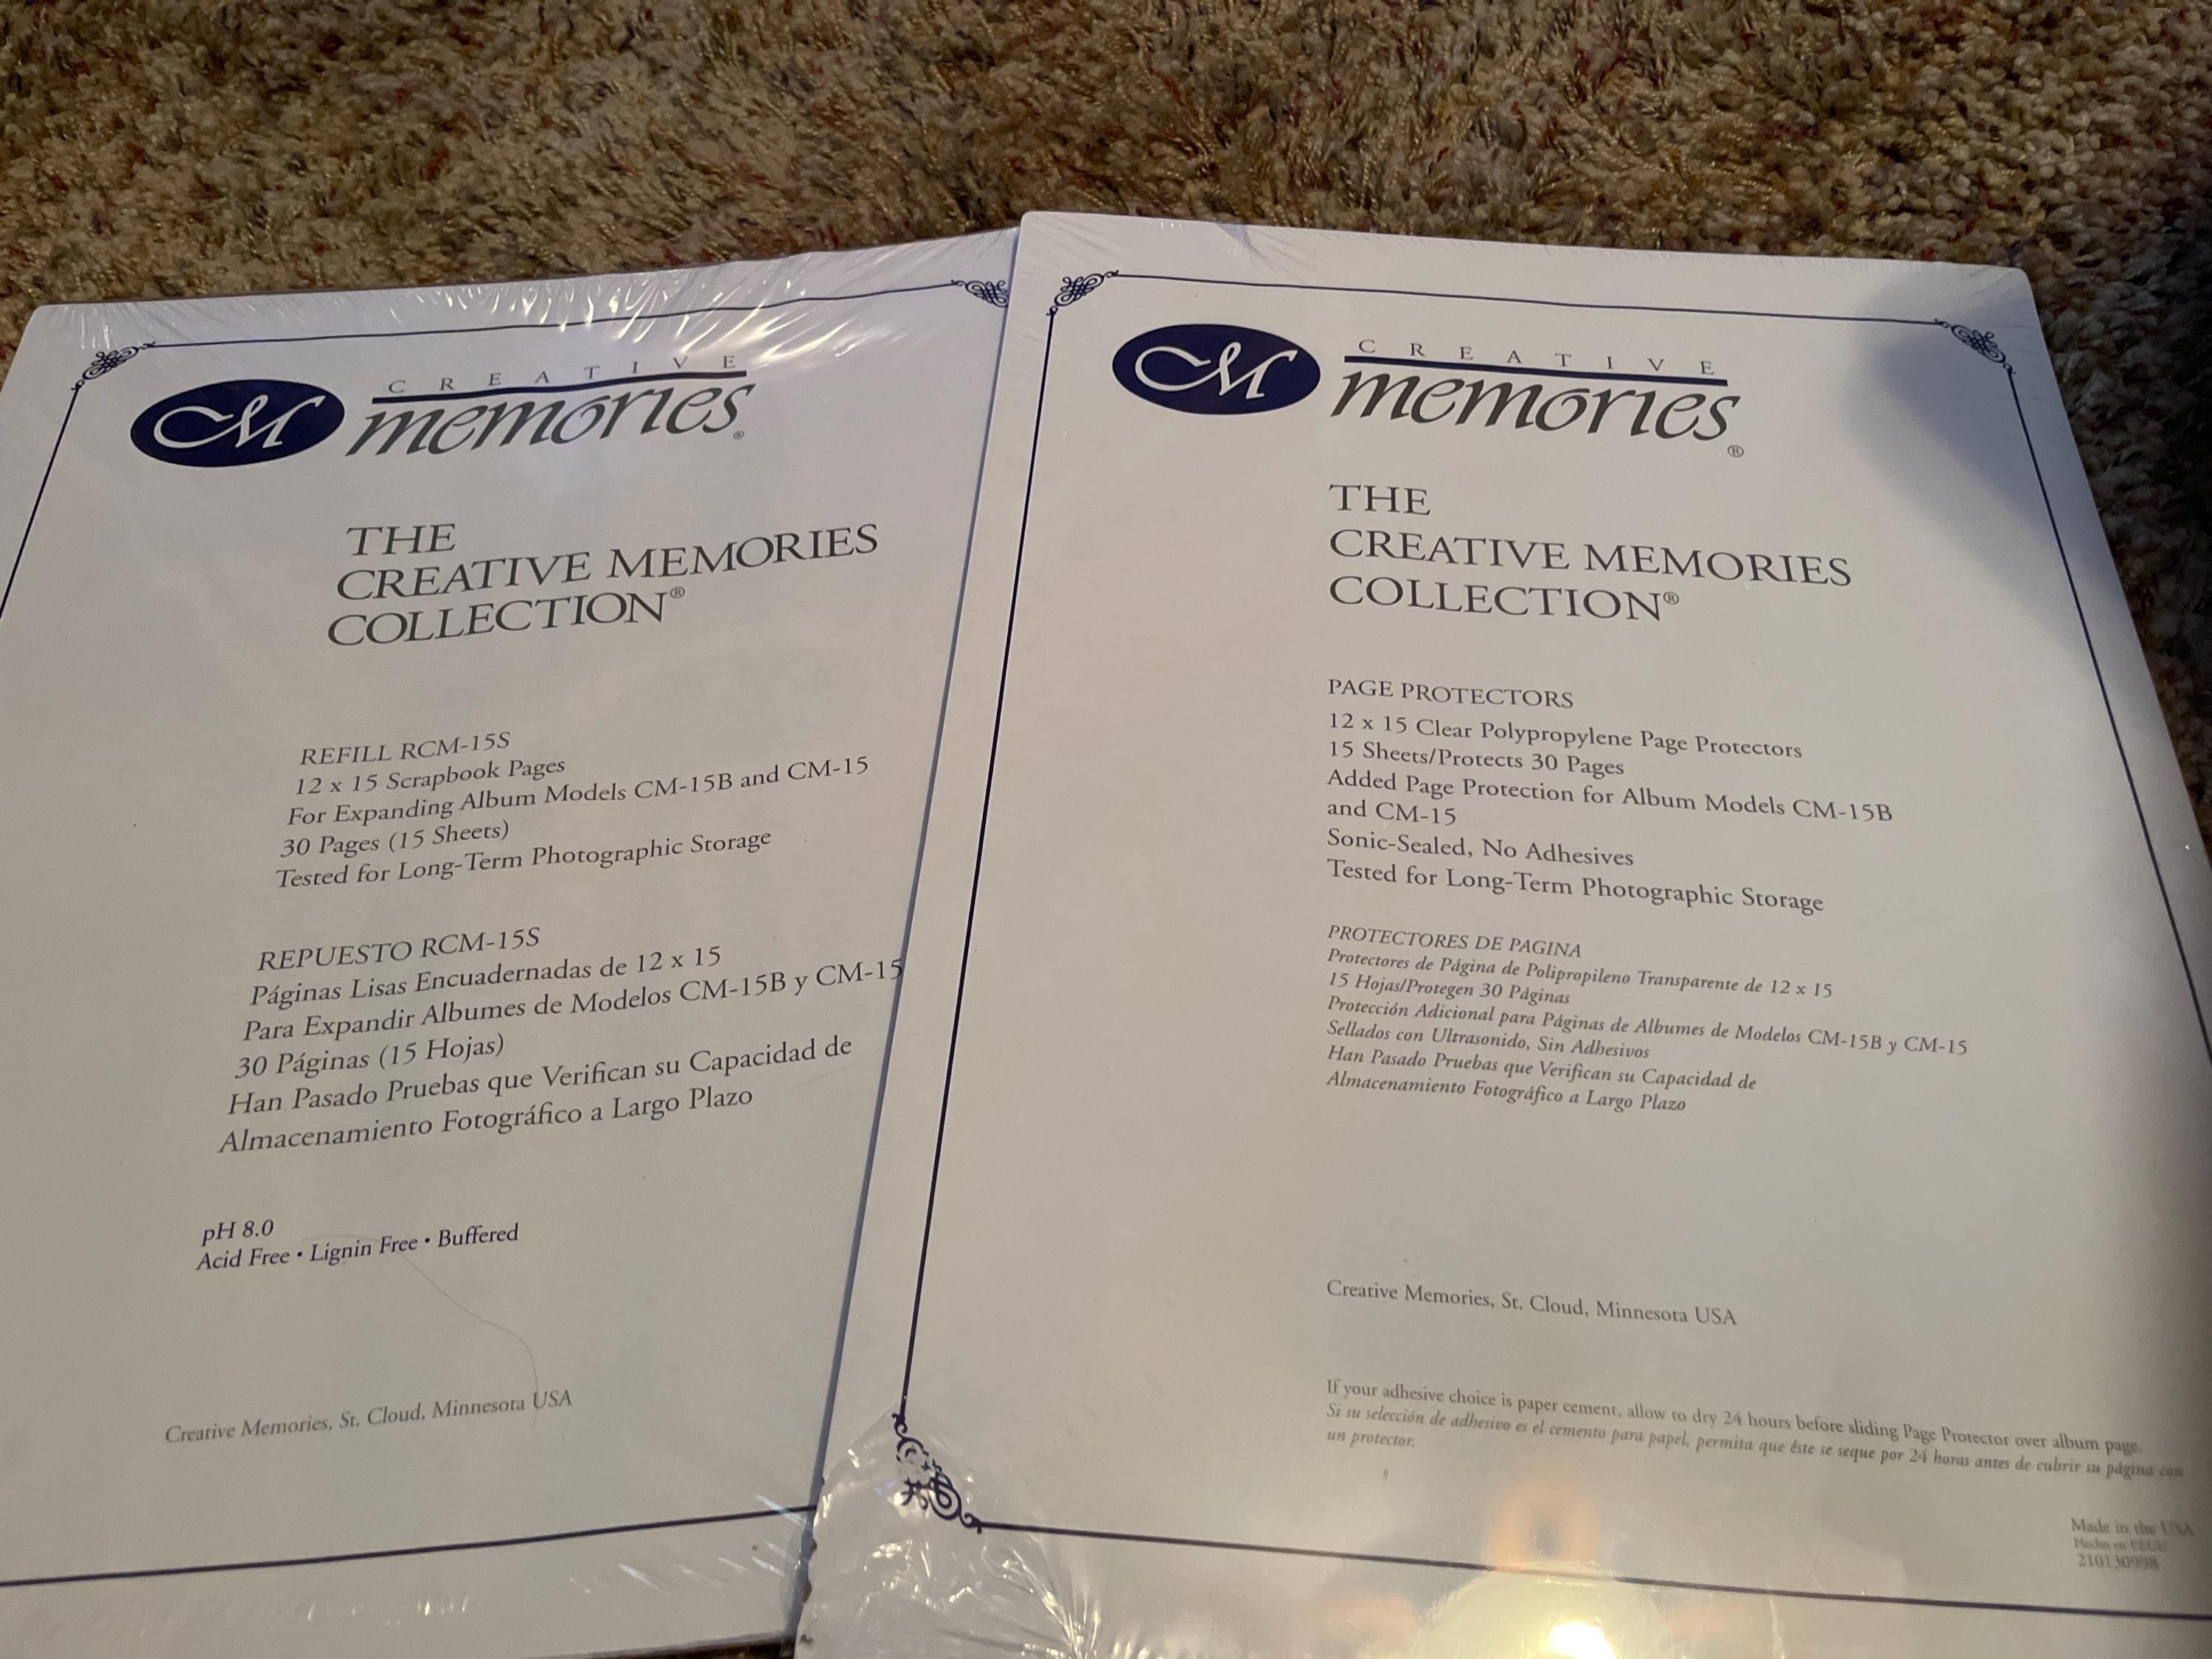 M
CREATIVE
memories®
THE
CREATIVE MEMORIES
COLLECTION®
REFILL RCM-15S
12 x 15 Scrapbook Pages
For Expanding Album Models CM-15B and CM-15
30 Pages (15 Sheets)
Tested for Long-Term Photographic Storage
REPUESTO RCM-15S
Páginas Lisas Encuadernadas de 12 x 15
Para Expandir Albumes de Modelos CM-15B y CM-15
30 Páginas (15 Hojas)
Han Pasado Pruebas que Verifican su Capacidad de
Almacenamiento Fotográfico a Largo Plazo
pH 8.0
Acid Free • Lignin Free • Buffered
Creative Memories, St. Cloud, Minnesota USA
M
CREATIVE
memories®
THE
CREATIVE MEMORIES
COLLECTION®
PAGE PROTECTORS
12 x 15 Clear Polypropylene Page Protectors
15 Sheets/Protects 30 Pages
Added Page Protection for Album Models CM-15B
and CM-15
Sonic-Sealed, No Adhesives
Tested for Long-Term Photographic Storage
PROTECTORES DE PAGINA
Protectores de Página de Polipropileno Transparente de 12 x 15
15 Hojas/Protegen 30 Páginas
Protección Adicional para Páginas de Albumes de Modelos CM-15B y CM-15
Sellados con Ultrasonido, Sin Adhesivos
Han Pasado Pruebas que Verifican su Capacidad de
Almacenamiento Fotográfico a Largo Plazo
Creative Memories, St. Cloud, Minnesota USA
If your adhesive choice is paper cement, allow to dry 24 hours before sliding Page Protector over album page.
Si su selección de adhesivo es el cemento para papel, permita que éste se seque por 24 horas antes de cubrir su página con
un protector.
Made in the USA
Hecho en EEUU
210130998